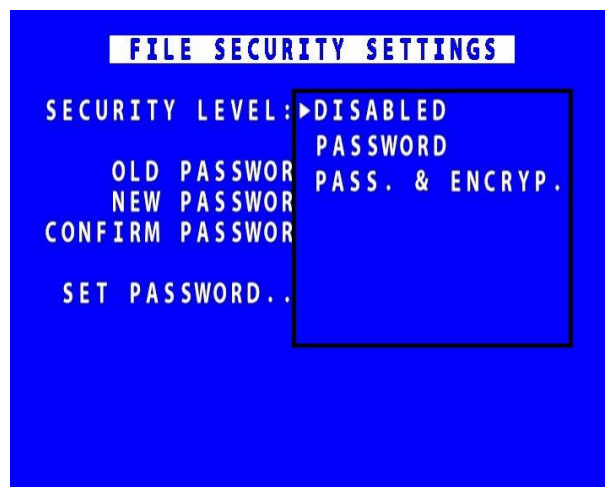 FILE SECURITY SETTINGS
SECURITY LEVEL:▶DISABLED
PASSWORD
PASS. & ENCRYP.
OLD PASSWOR
NEW PASSWOR
CONFIRM PASSWOR
SET PASSWORD..